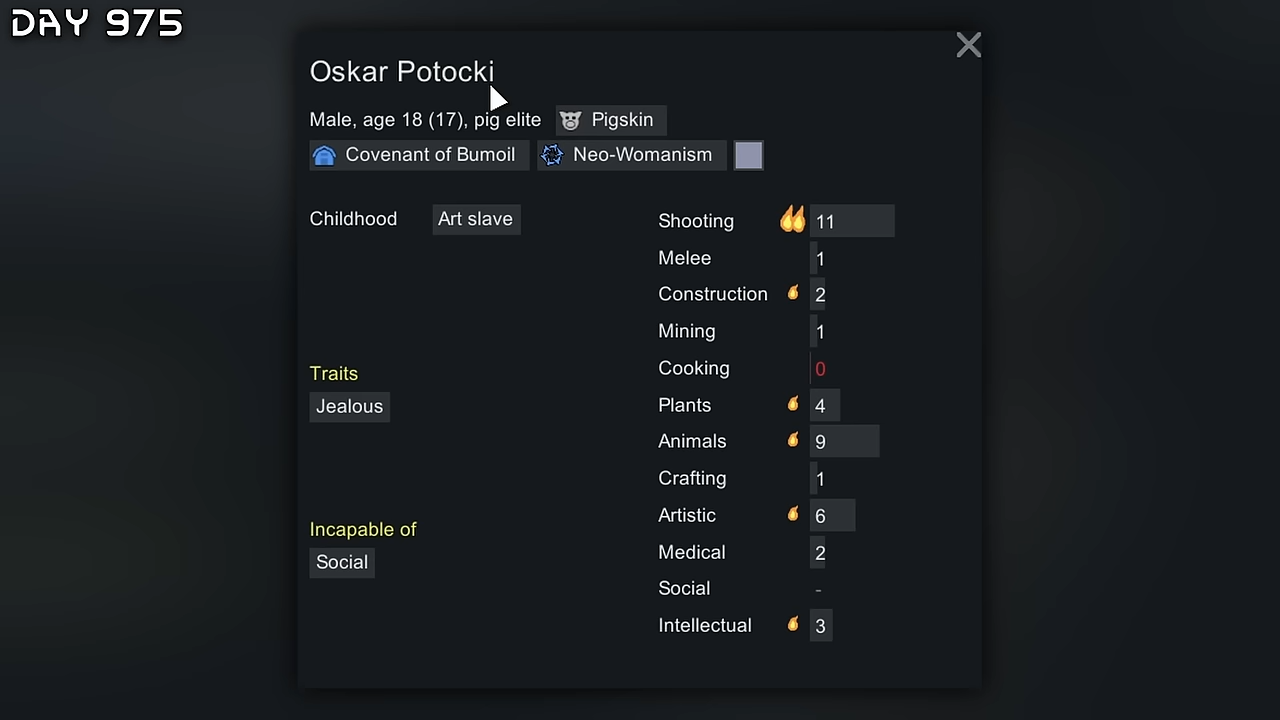 DAY 975
Oskar Potocki
Male, age 18 (17), pig elite Pigskin
Covenant of Bumoil Neo-Womanism
Childhood Art slave
Traits
Jealous
Incapable of
Social
Shooting 11
Melee 1
Construction 2
Mining 1
Cooking 0
Plants 4
Animals 9
Crafting 1
Artistic 6
Medical 2
Social -
Intellectual 3